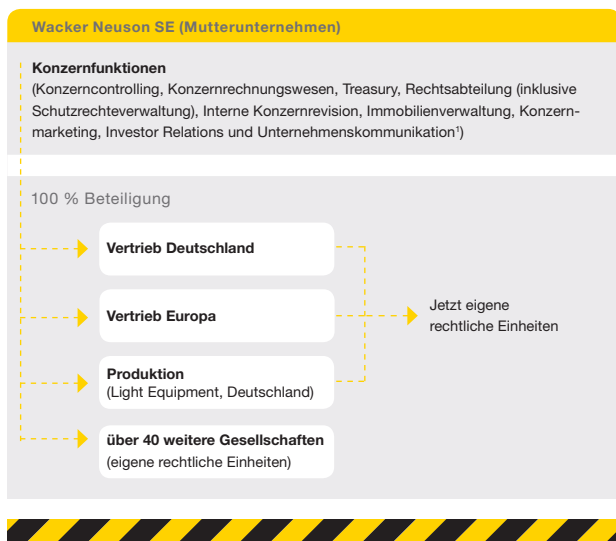 Wacker Neuson SE (Mutterunternehmen)
Konzernfunktionen
(Konzerncontrolling, Konzernrechnungswesen, Treasury, Rechtsabteilung (inklusive
Schutzrechteverwaltung), Interne Konzernrevision, Immobilienverwaltung, Konzern-
marketing, Investor Relations und Unternehmenskommunikation¹)
100 % Beteiligung
Vertrieb Deutschland
Vertrieb Europa
Jetzt eigene
rechtliche Einheiten
Produktion
(Light Equipment, Deutschland)
über 40 weitere Gesellschaften
(eigene rechtliche Einheiten)